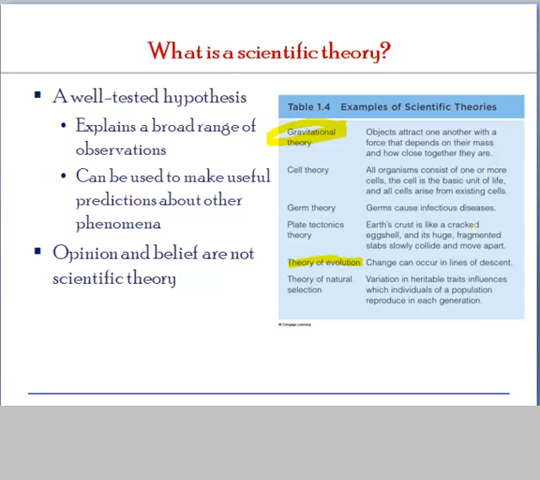 What is a scientific theory?
▪ A well-tested hypothesis
• Explains a broad range of
observations
• Can be used to make useful
predictions about other
phenomena
▪ Opinion and belief are not
scientific theory
Table 1.4 Examples of Scientific Theories
Gravitational Objects attract one another with a
theory force that depends on their mass
and how close together they are.
Cell theory All organisms consist of one or more
cells, the cell is the basic unit of life,
and all cells arise from existing cells.
Germ theory Germs cause infectious diseases.
Plate tectonics Earth's crust is like a cracked
theory eggshell, and its huge, fragmented
slabs slowly collide and move apart.
Theory of evolution Change can occur in lines of descent.
Theory of natural Variation in heritable traits influences
selection which individuals of a population
reproduce in each generation.
© Cengage Learning